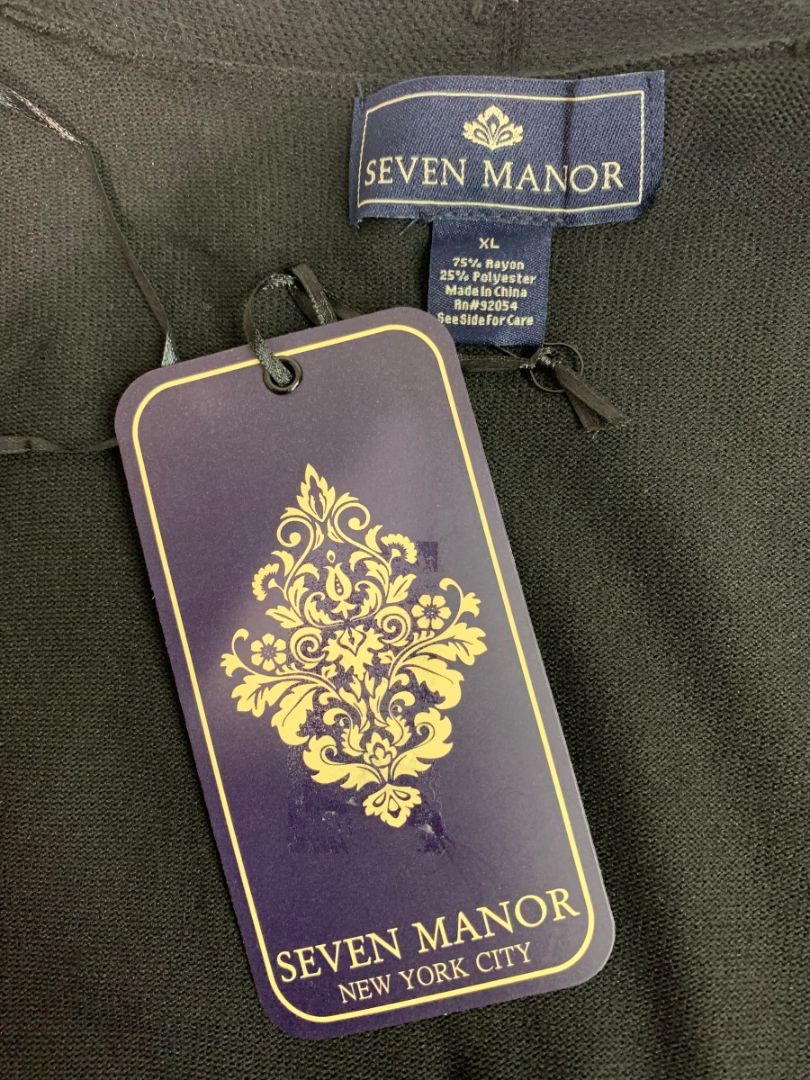 SEVEN MANOR
XL
75% Rayon
25% Polyester
Made In China
Rn#92054
See Side For Care
SEVEN MANOR
NEW YORK CITY